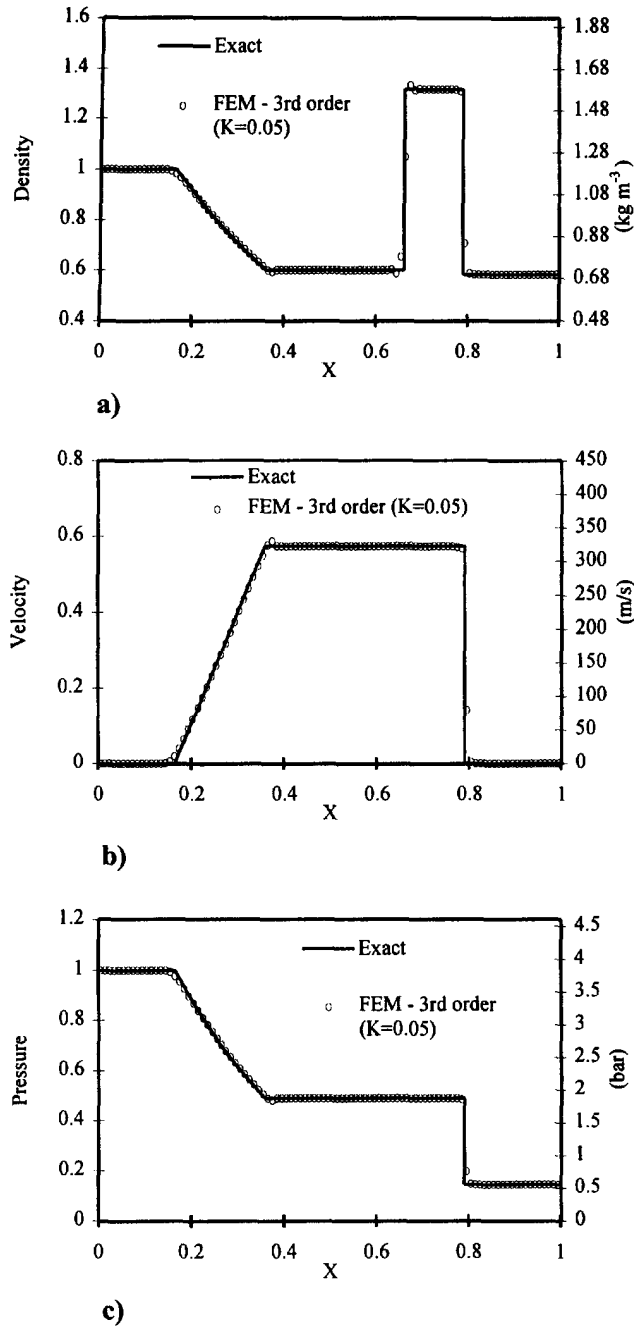 1.6
1.4
1.2
1
0.8
0.6
0.4
Density
Exact
FEM - 3rd order
(K=0.05)
1.88
1.68
1.48
1.28
1.08
0.88
0.68
0.48
(kg m⁻³)
0 0.2 0.4 0.6 0.8 1
X
a)
0.8
0.6
0.4
0.2
0
Velocity
Exact
FEM - 3rd order (K=0.05)
450
400
350
300
250
200
150
100
50
0
(m/s)
0 0.2 0.4 0.6 0.8 1
X
b)
1.2
1
0.8
0.6
0.4
0.2
0
Pressure
Exact
FEM - 3rd order
(K=0.05)
4.5
4
3.5
3
2.5
2
1.5
1
0.5
0
(bar)
0 0.2 0.4 0.6 0.8 1
X
c)